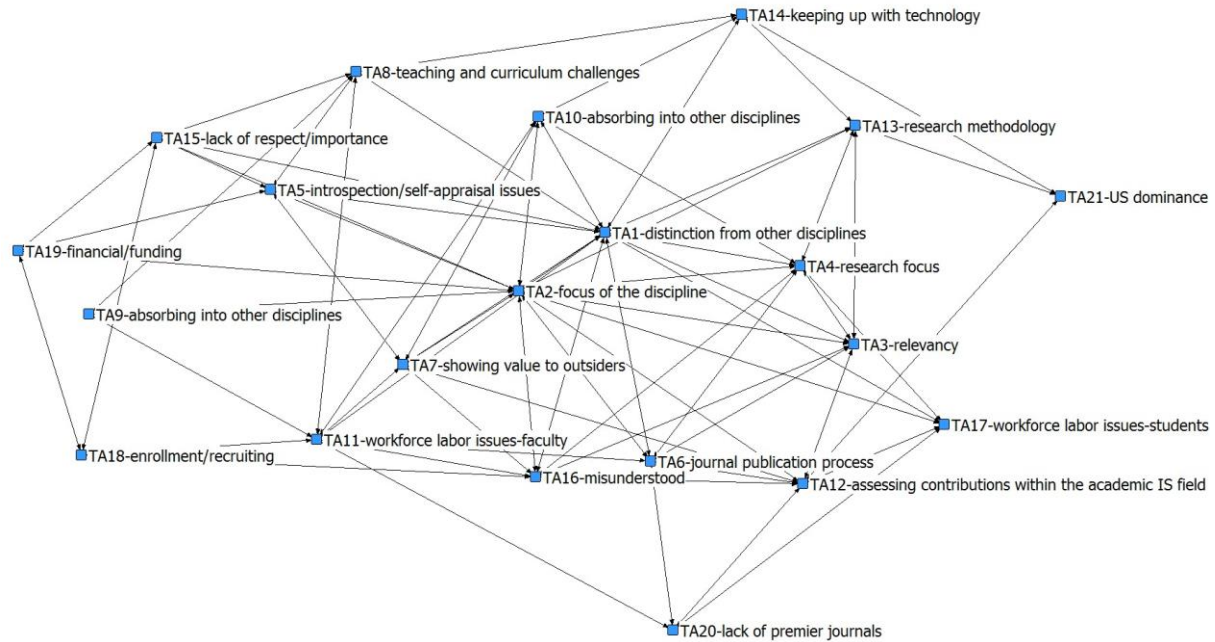 TA14-keeping up with technology
TA8-teaching and curriculum challenges
TA10-absorbing into other disciplines
TA13-research methodology
TA15-lack of respect/importance
TA5-introspection/self-appraisal issues
TA21-US dominance
TA1-distinction from other disciplines
TA19-financial/funding
TA4-research focus
TA2-focus of the discipline
TA9-absorbing into other disciplines
TA3-relevancy
TA7-showing value to outsiders
TA17-workforce labor issues-students
TA11-workforce labor issues-faculty
TA18-enrollment/recruiting
TA6-journal publication process
TA16-misunderstood
TA12-assessing contributions within the academic IS field
TA20-lack of premier journals